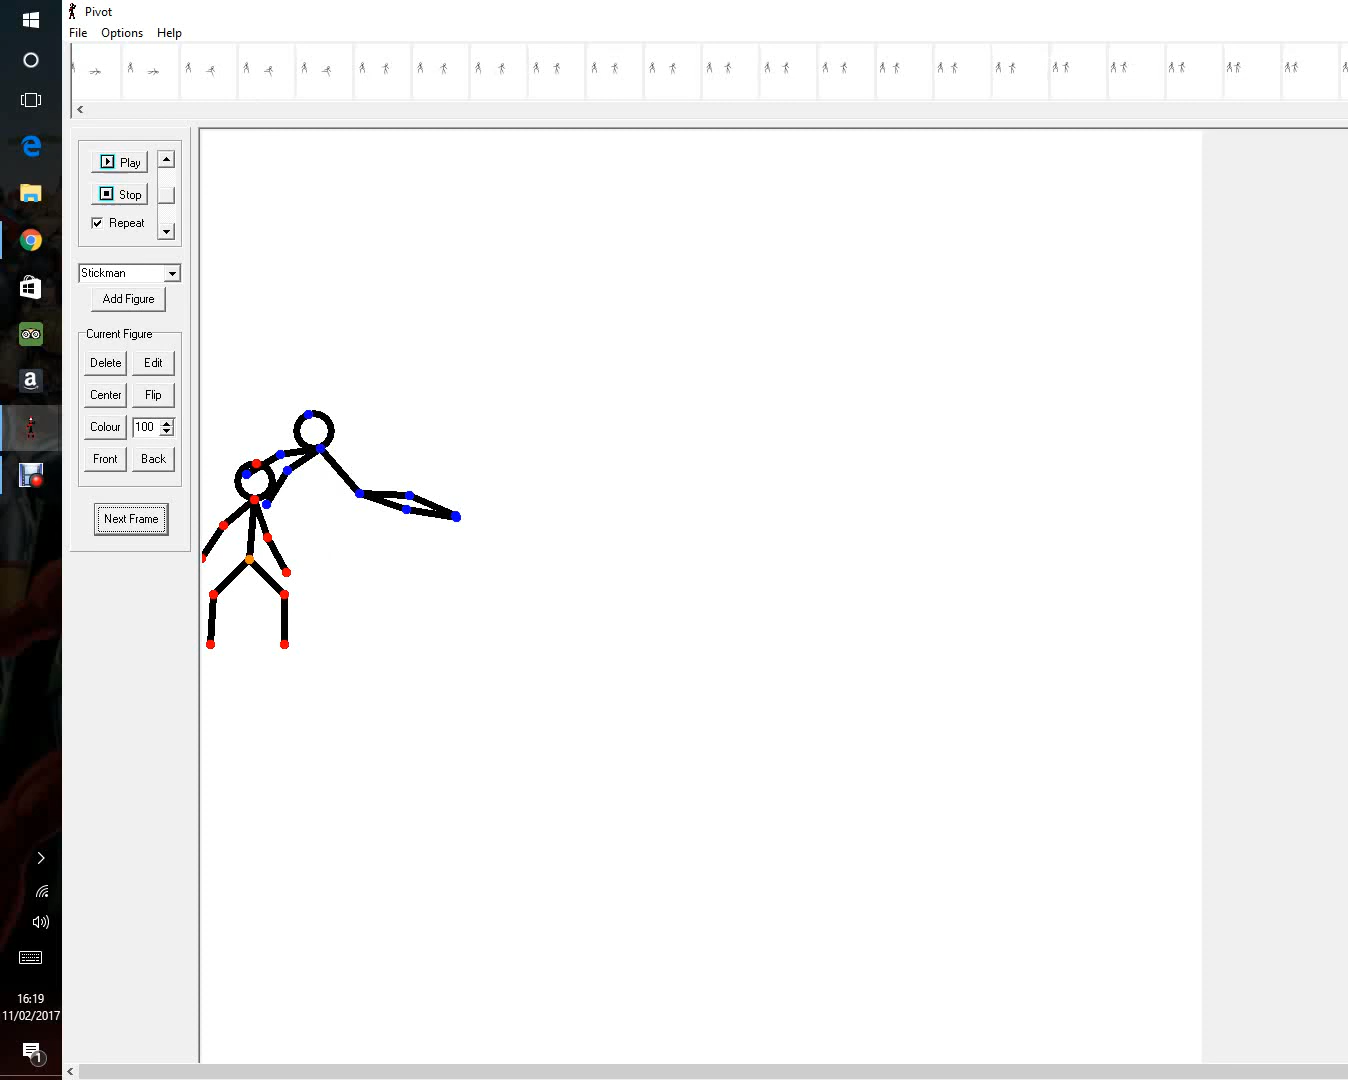 Pivot
File Options Help
Play
Stop
Repeat
Stickman
Add Figure
Current Figure
Delete Edit
Center Flip
Colour 100
Front Back
Next Frame
16:19
11/02/2017
1